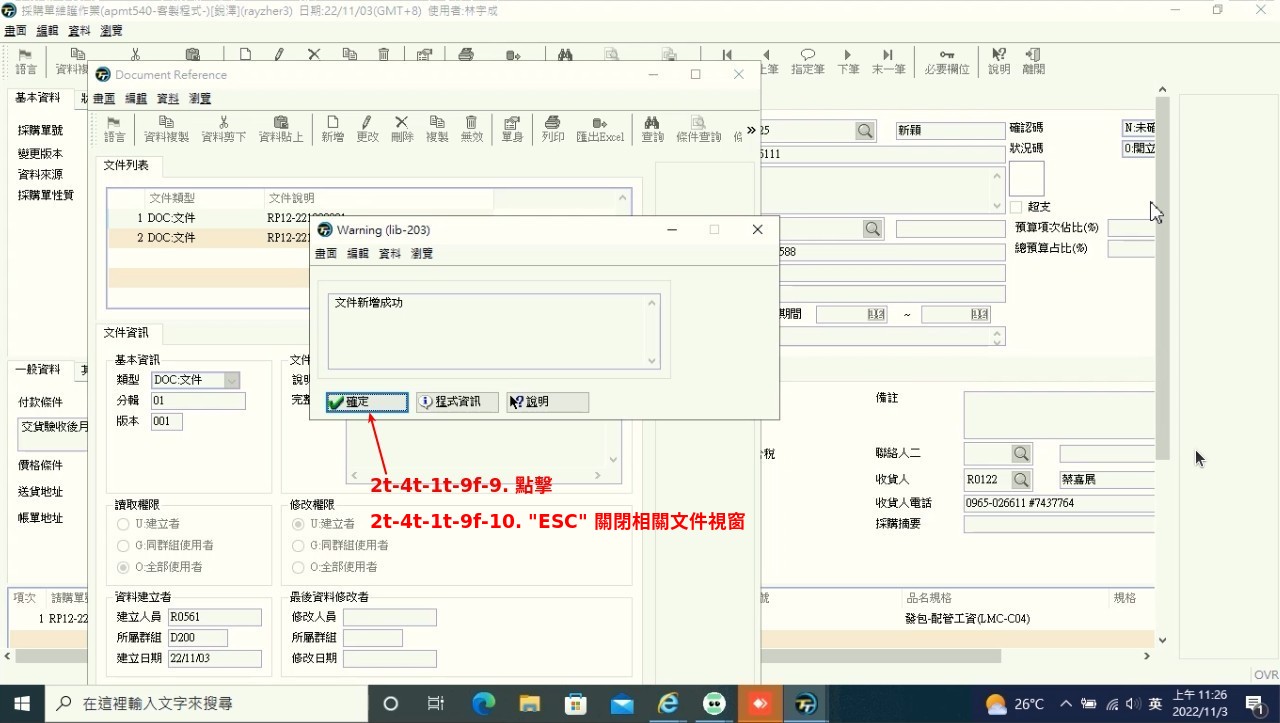 採購單維護作業(apmt540-客製程式-)[銳澤](rayzher3) 日期:22/11/03(GMT+8) 使用者:林宇成
畫面 編輯 資料 瀏覽
語言 資料複
上筆 指定筆 下筆 末一筆 必要欄位 說明 離開
Document Reference
畫面 編輯 資料 瀏覽
語言 資料複製 資料剪下 資料貼上 新增 更改 刪除 複製 無效 單身 列印 匯出Excel 查詢 條件查詢 »
基本資料
採購單號
變更版本
資料來源
採購單性質
文件列表
文件類型 文件說明
1 DOC:文件
2 DOC:文件 RP12-221
25 新穎 確認碼 N:未確
5111 狀況碼 O:開立
超支
預算項次佔比(%)
588 總預算占比(%)
期間 ~
Warning (lib-203)
畫面 編輯 資料 瀏覽
文件新增成功
確定 程式資訊 說明
文件資訊
基本資訊
類型 DOC:文件
分輯 01
版本 001
一般資料
付款條件
交貨驗收後月
價格條件
送貨地址
帳單地址
備註
聯絡人二
收貨人 R0122 蔡嘉展
收貨人電話 0965-026611 #7437764
採購摘要
2t-4t-1t-9f-9. 點擊
2t-4t-1t-9f-10. "ESC" 關閉相關文件視窗
讀取權限 修改權限
U:建立者 U:建立者
G:同群組使用者 G:同群組使用者
O:全部使用者 O:全部使用者
資料建立者 最後資料修改者
建立人員 R0561 修改人員
所屬群組 D200 所屬群組
建立日期 22/11/03 修改日期
項次 請購單
1 RP12-22
品名規格 規格
發包-配管工資(LMC-C04)
OVR
在這裡輸入文字來搜尋
26°C 英 上午 11:26
2022/11/3
1